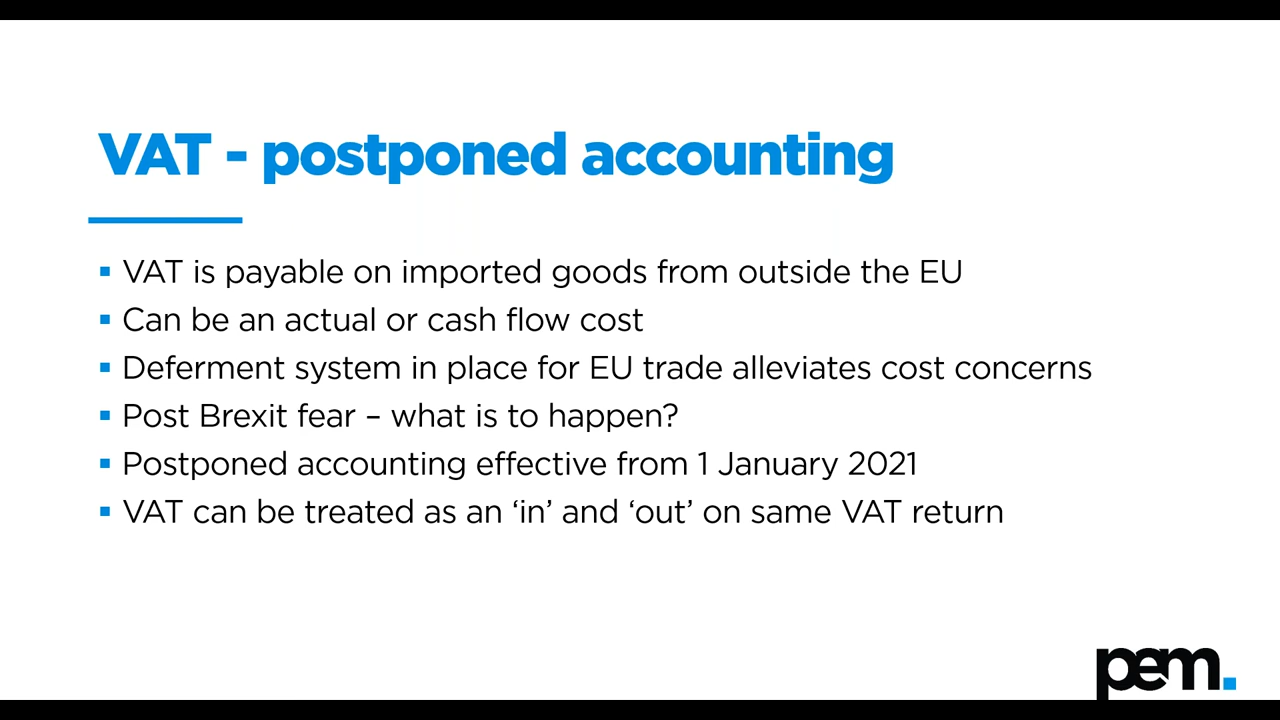 VAT - postponed accounting
▪ VAT is payable on imported goods from outside the EU
▪ Can be an actual or cash flow cost
▪ Deferment system in place for EU trade alleviates cost concerns
▪ Post Brexit fear – what is to happen?
▪ Postponed accounting effective from 1 January 2021
▪ VAT can be treated as an ‘in’ and ‘out’ on same VAT return
pem.